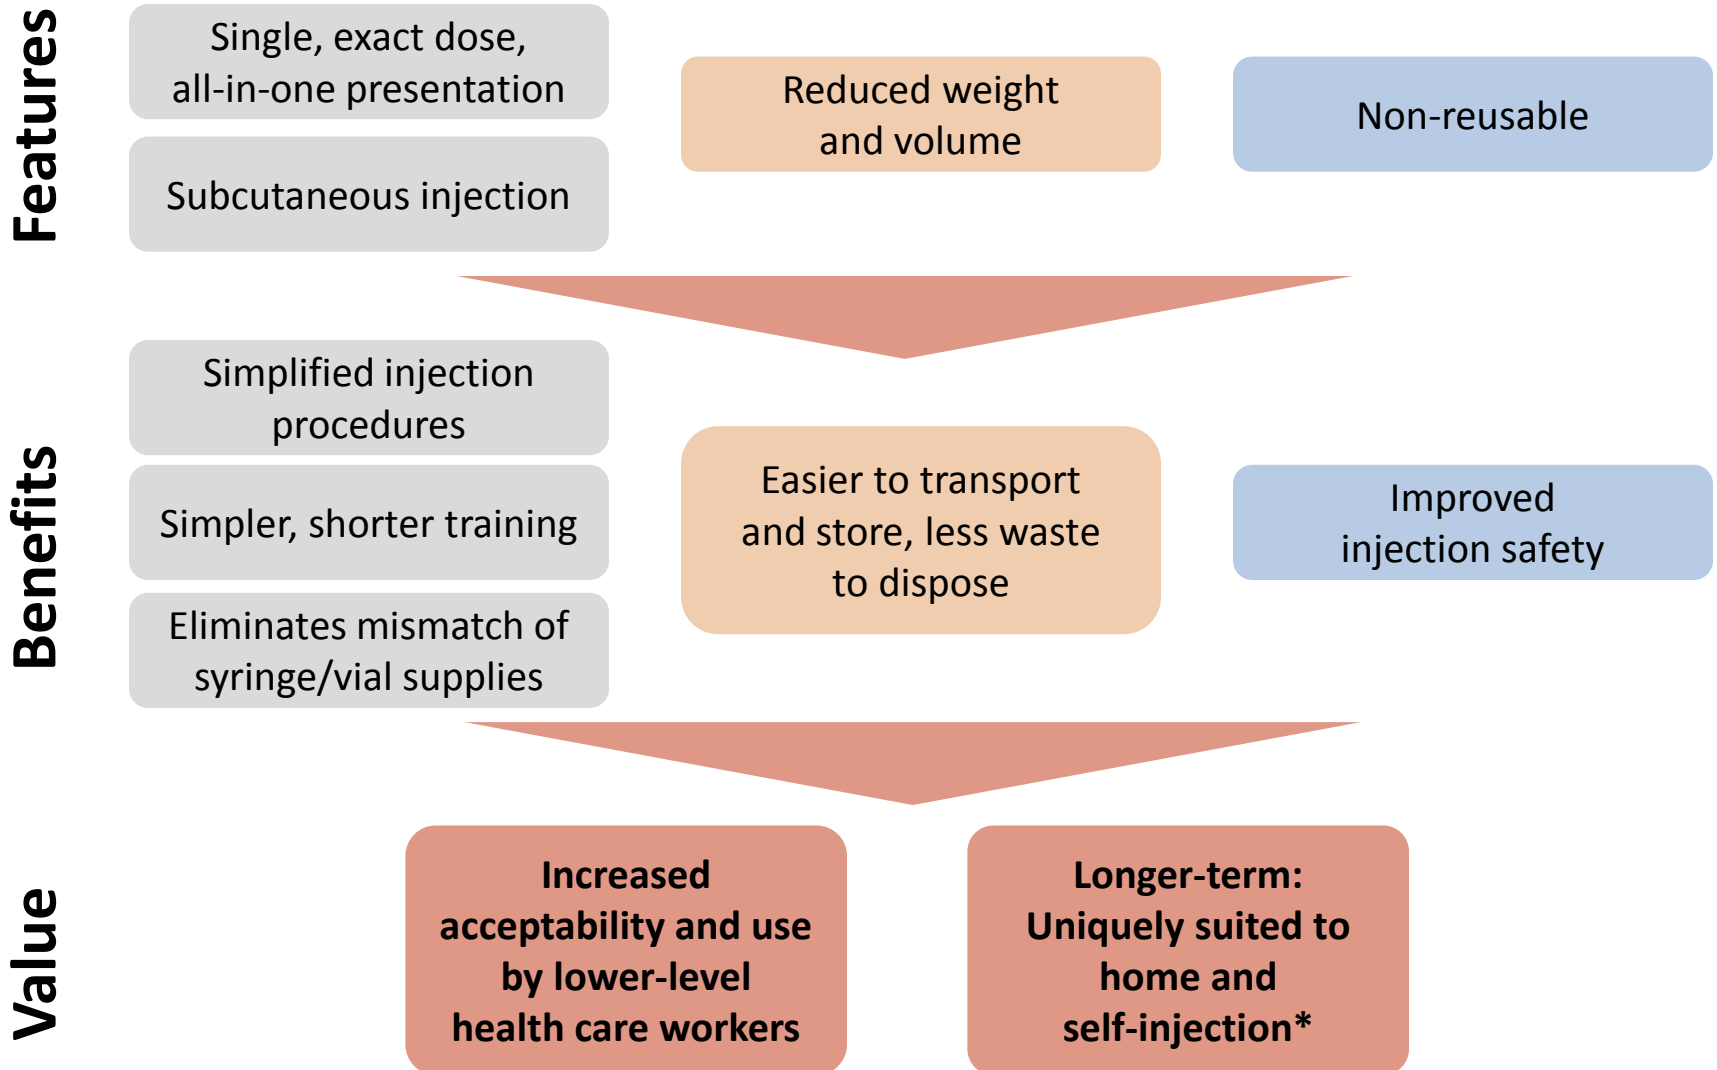 Features
Single, exact dose,
all-in-one presentation
Subcutaneous injection
Reduced weight
and volume
Non-reusable
Benefits
Simplified injection
procedures
Simpler, shorter training
Eliminates mismatch of
syringe/vial supplies
Easier to transport
and store, less waste
to dispose
Improved
injection safety
Value
Increased
acceptability and use
by lower-level
health care workers
Longer-term:
Uniquely suited to
home and
self-injection*